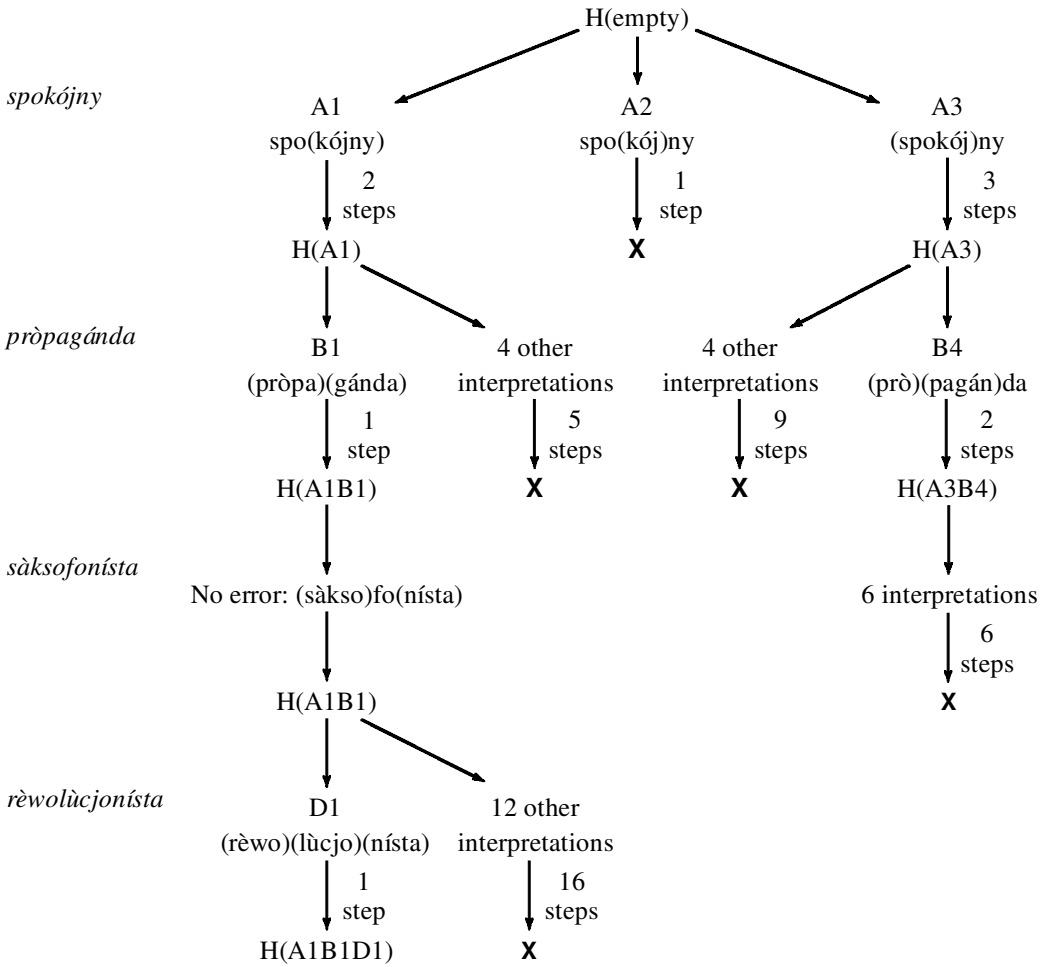 H(empty)
spokójny
A1 A2 A3
spo(kójny) spo(kój)ny (spokój)ny
2 1 3
steps step steps
H(A1) X H(A3)
pròpagánda
B1 4 other 4 other B4
(pròpa)(gánda) interpretations interpretations (prò)(pagán)da
1 5 9 2
step steps steps steps
H(A1B1) X X H(A3B4)
sàksofonísta
No error: (sàkso)fo(nísta) 6 interpretations
6
steps
H(A1B1) X
rèwolùcjonísta
D1 12 other
(rèwo)(lùcjo)(nísta) interpretations
1 16
step steps
H(A1B1D1) X